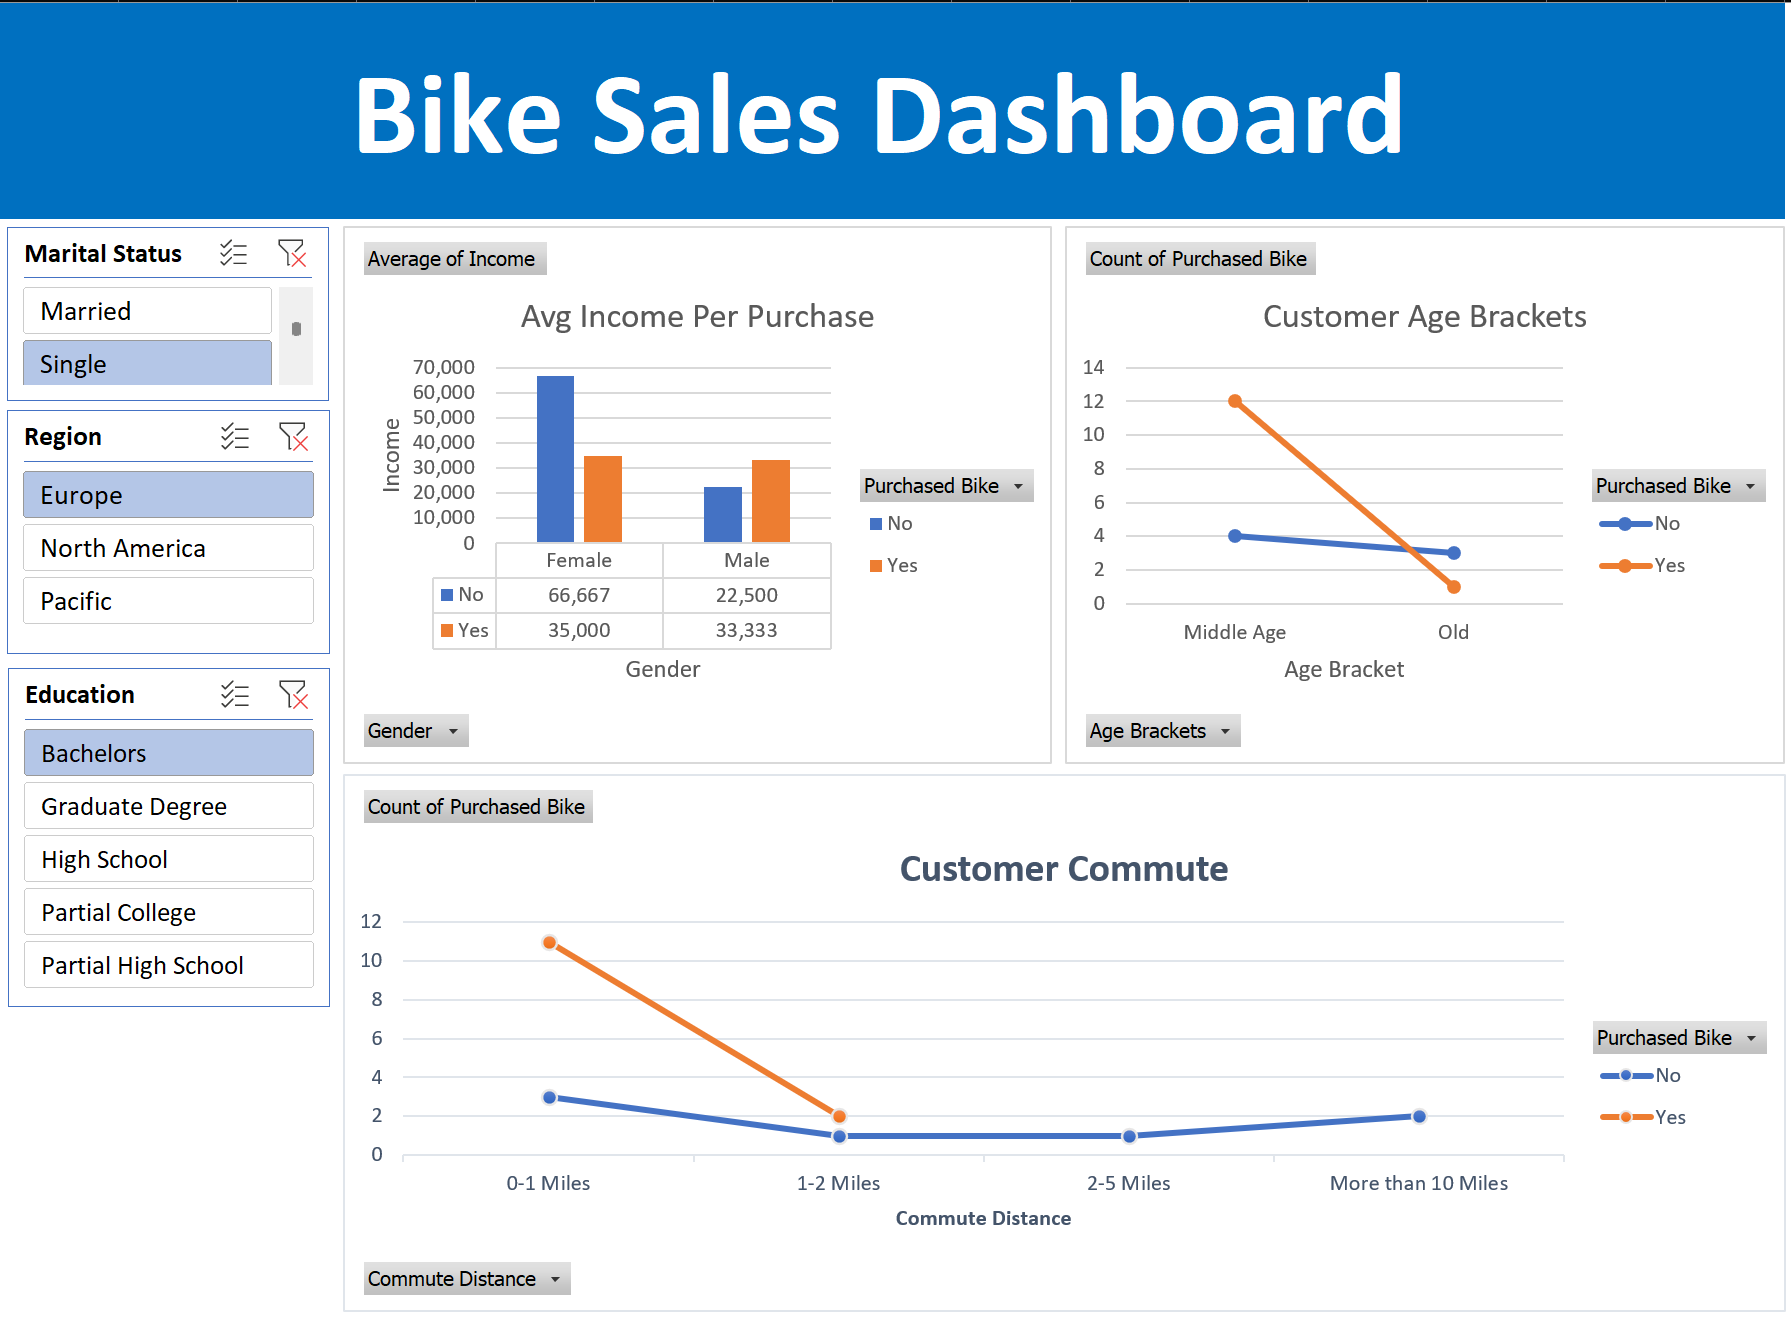 Bike Sales Dashboard
Marital Status
Married
Single
Region
Europe
North America
Pacific
Education
Bachelors
Graduate Degree
High School
Partial College
Partial High School
Average of Income
Avg Income Per Purchase
70,000
60,000
50,000
40,000
30,000
20,000
10,000
0
Income
Female Male
No 66,667 22,500
Yes 35,000 33,333
Gender
Purchased Bike
No
Yes
Gender
Count of Purchased Bike
Customer Age Brackets
14
12
10
8
6
4
2
0
Middle Age Old
Age Bracket
Purchased Bike
No
Yes
Age Brackets
Count of Purchased Bike
Customer Commute
12
10
8
6
4
2
0
0-1 Miles 1-2 Miles 2-5 Miles More than 10 Miles
Commute Distance
Purchased Bike
No
Yes
Commute Distance